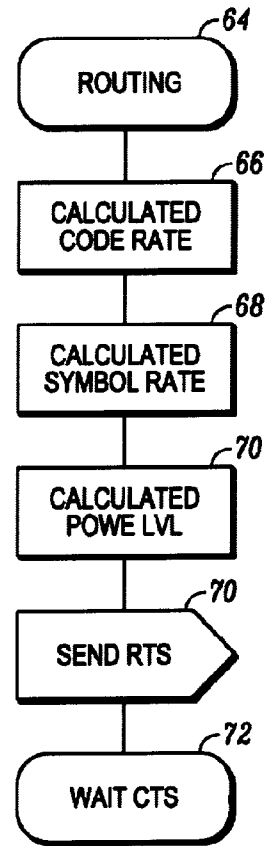 64
ROUTING
66
CALCULATED
CODE RATE
68
CALCULATED
SYMBOL RATE
70
CALCULATED
POWE LVL
70
SEND RTS
72
WAIT CTS